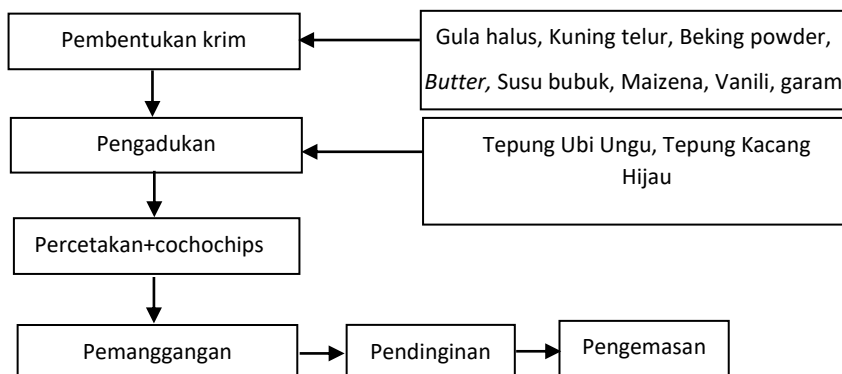 Pembentukan krim
Gula halus, Kuning telur, Beking powder,
Butter, Susu bubuk, Maizena, Vanili, garam
Pengadukan
Tepung Ubi Ungu, Tepung Kacang
Hijau
Percetakan+cochochips
Pemanggangan
Pendinginan
Pengemasan